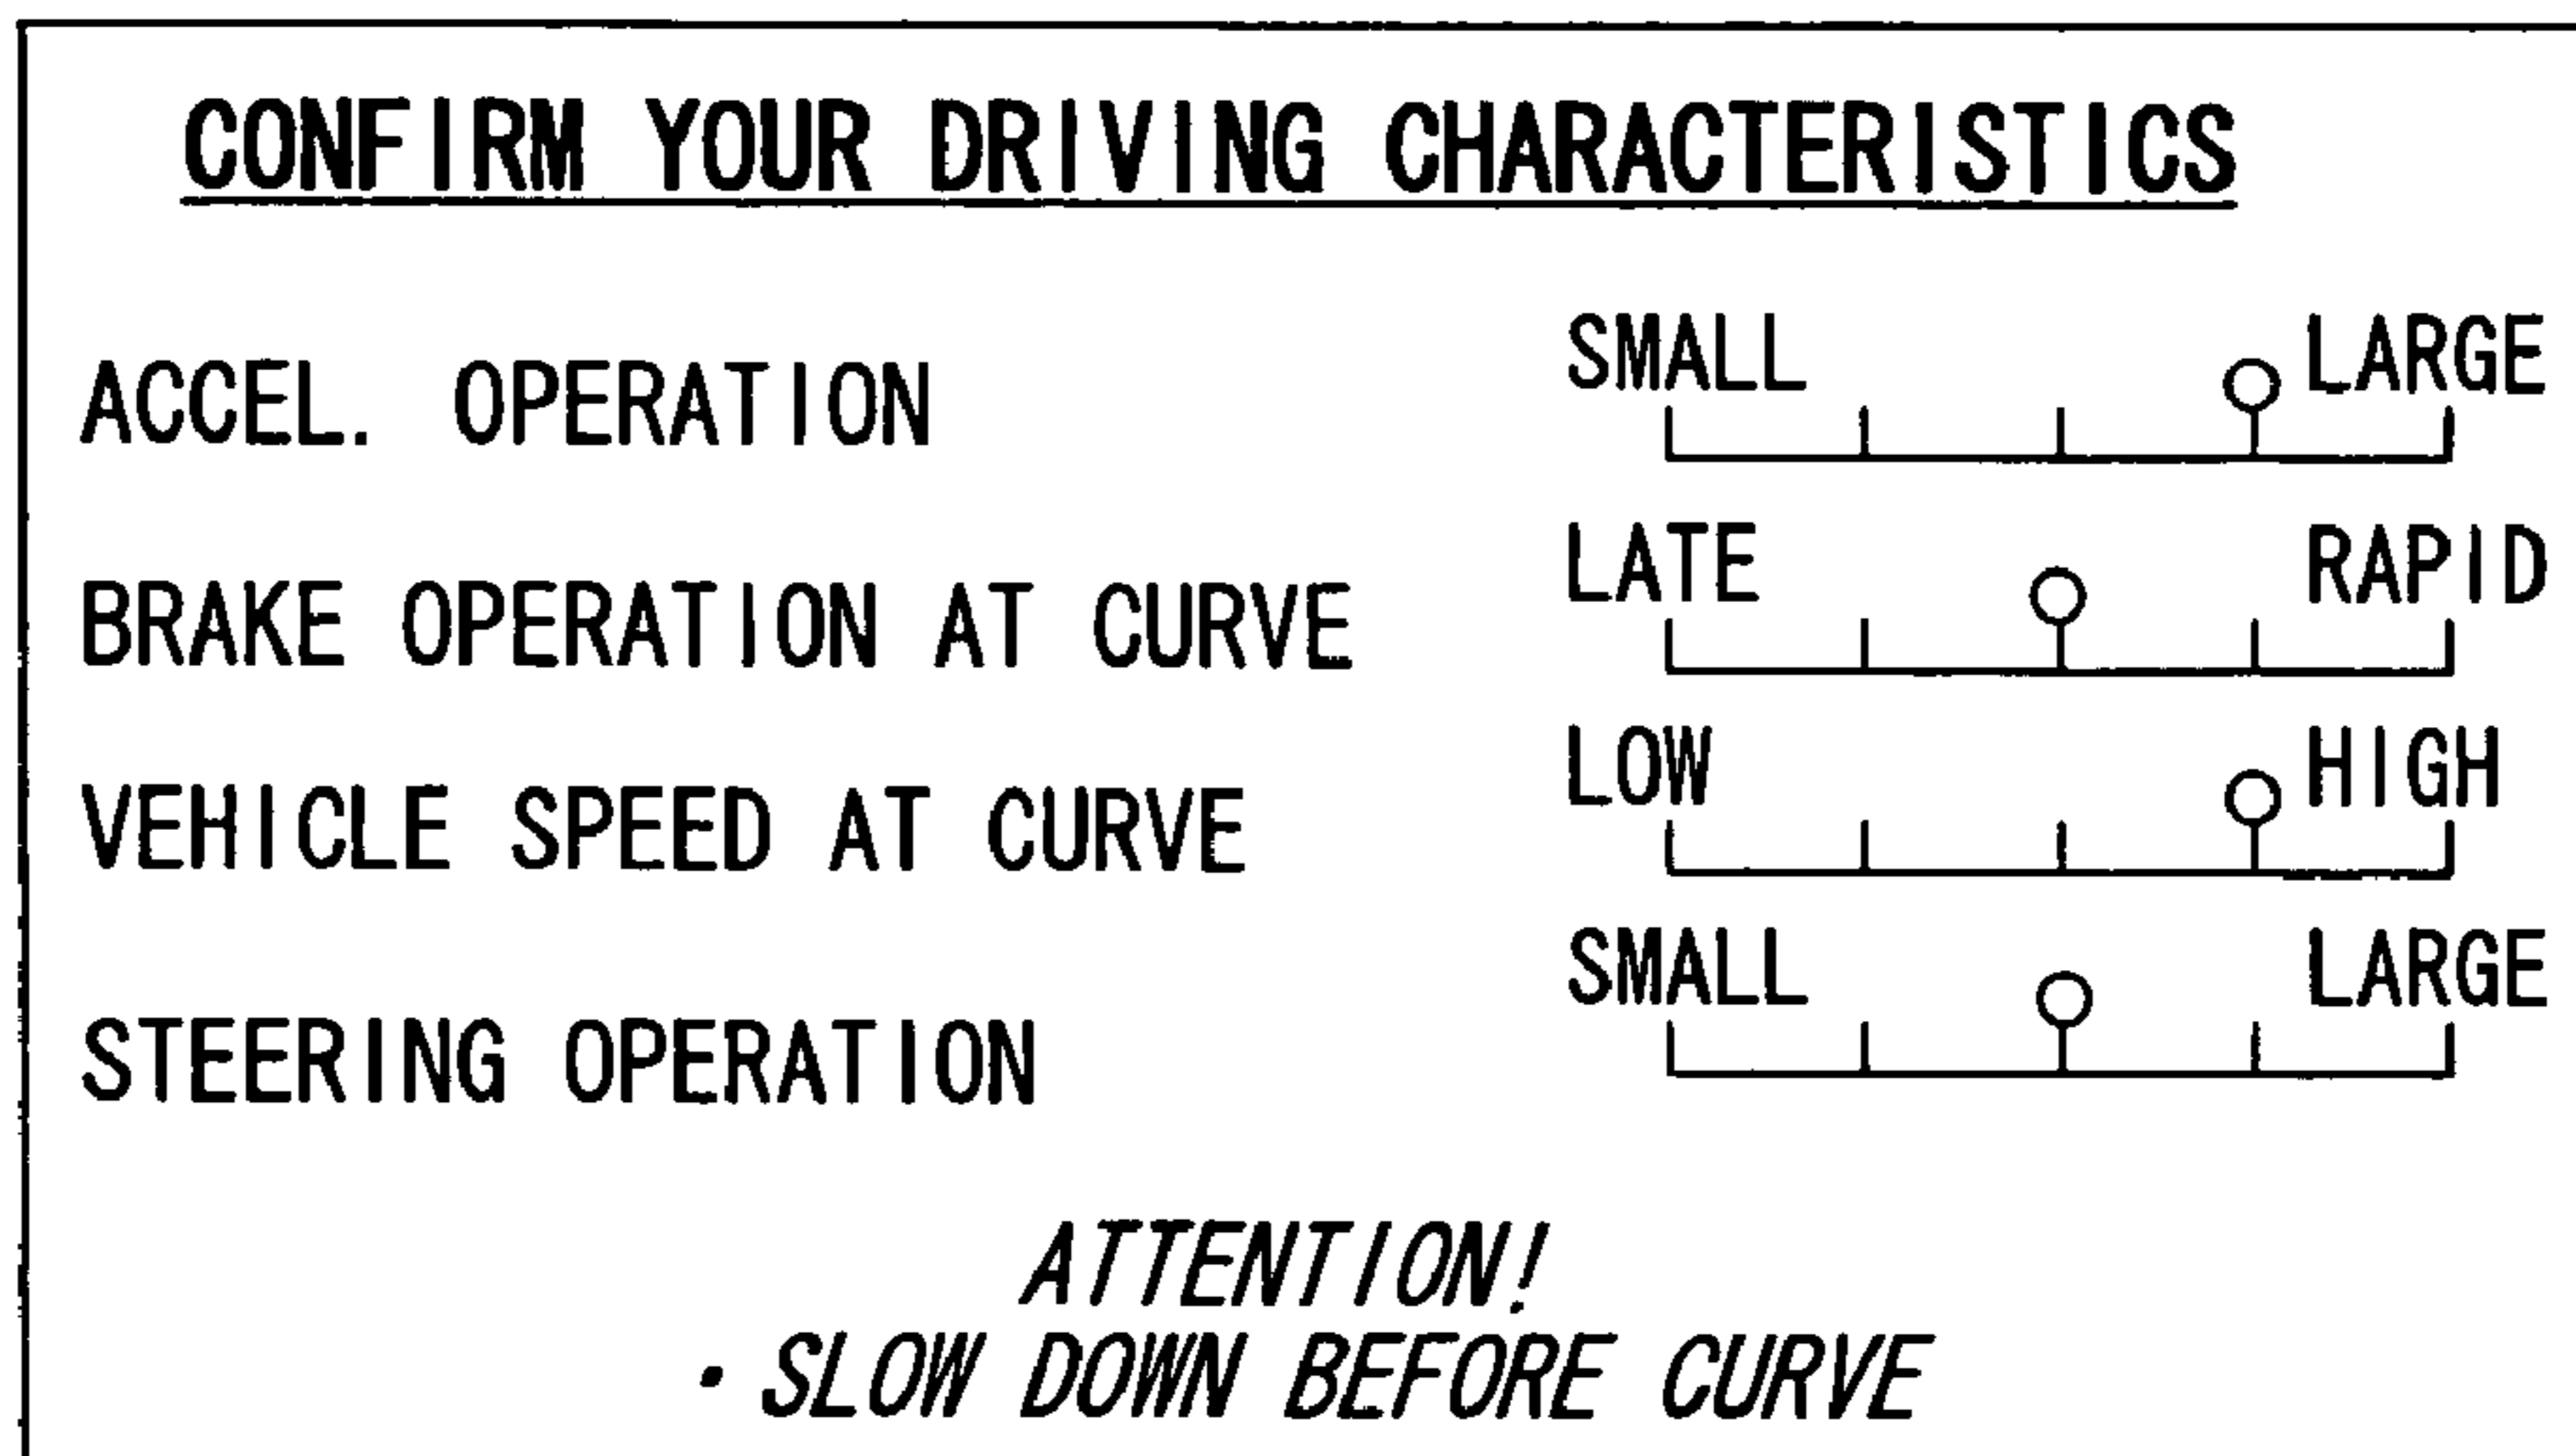 CONFIRM YOUR DRIVING CHARACTERISTICS
ACCEL. OPERATION SMALL LARGE
BRAKE OPERATION AT CURVE LATE RAPID
VEHICLE SPEED AT CURVE LOW HIGH
STEERING OPERATION SMALL LARGE
ATTENTION!
・SLOW DOWN BEFORE CURVE